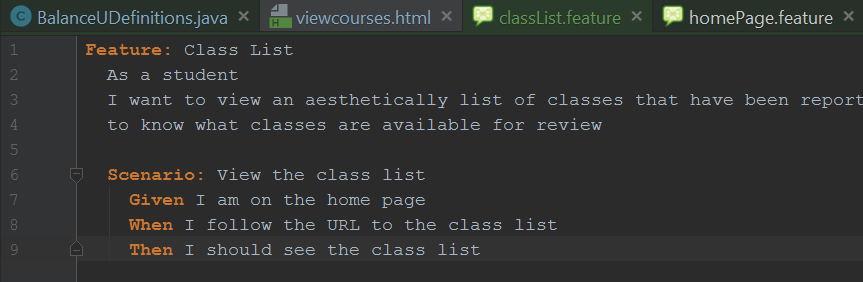 BalanceUDefinitions.java
viewcourses.html
classList.feature
homePage.feature
1 Feature: Class List
2 As a student
3 I want to view an aesthetically list of classes that have been report
4 to know what classes are available for review
5
6 Scenario: View the class list
7 Given I am on the home page
8 When I follow the URL to the class list
9 Then I should see the class list